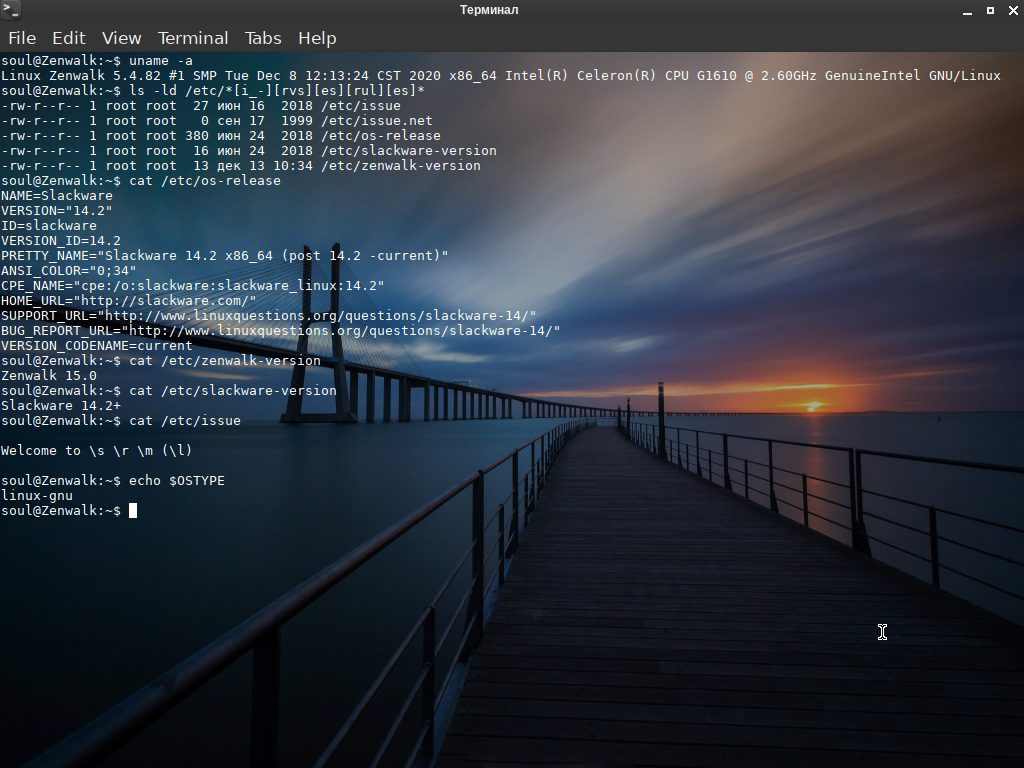 Терминал
File Edit View Terminal Tabs Help
soul@Zenwalk:~$ uname -a
Linux Zenwalk 5.4.82 #1 SMP Tue Dec 8 12:13:24 CST 2020 x86_64 Intel(R) Celeron(R) CPU G1610 @ 2.60GHz GenuineIntel GNU/Linux
soul@Zenwalk:~$ ls -ld /etc/*[i_-][rvs][es][rul][es]*
-rw-r--r-- 1 root root  27 июн 16  2018 /etc/issue
-rw-r--r-- 1 root root   0 сен 17  1999 /etc/issue.net
-rw-r--r-- 1 root root 380 июн 24  2018 /etc/os-release
-rw-r--r-- 1 root root  16 июн 24  2018 /etc/slackware-version
-rw-r--r-- 1 root root  13 дек 13 10:34 /etc/zenwalk-version
soul@Zenwalk:~$ cat /etc/os-release
NAME=Slackware
VERSION="14.2"
ID=slackware
VERSION_ID=14.2
PRETTY_NAME="Slackware 14.2 x86_64 (post 14.2 -current)"
ANSI_COLOR="0;34"
CPE_NAME="cpe:/o:slackware:slackware_linux:14.2"
HOME_URL="http://slackware.com/"
SUPPORT_URL="http://www.linuxquestions.org/questions/slackware-14/"
BUG_REPORT_URL="http://www.linuxquestions.org/questions/slackware-14/"
VERSION_CODENAME=current
soul@Zenwalk:~$ cat /etc/zenwalk-version
Zenwalk 15.0
soul@Zenwalk:~$ cat /etc/slackware-version
Slackware 14.2+
soul@Zenwalk:~$ cat /etc/issue
Welcome to \s \r \m (\l)
soul@Zenwalk:~$ echo $OSTYPE
linux-gnu
soul@Zenwalk:~$